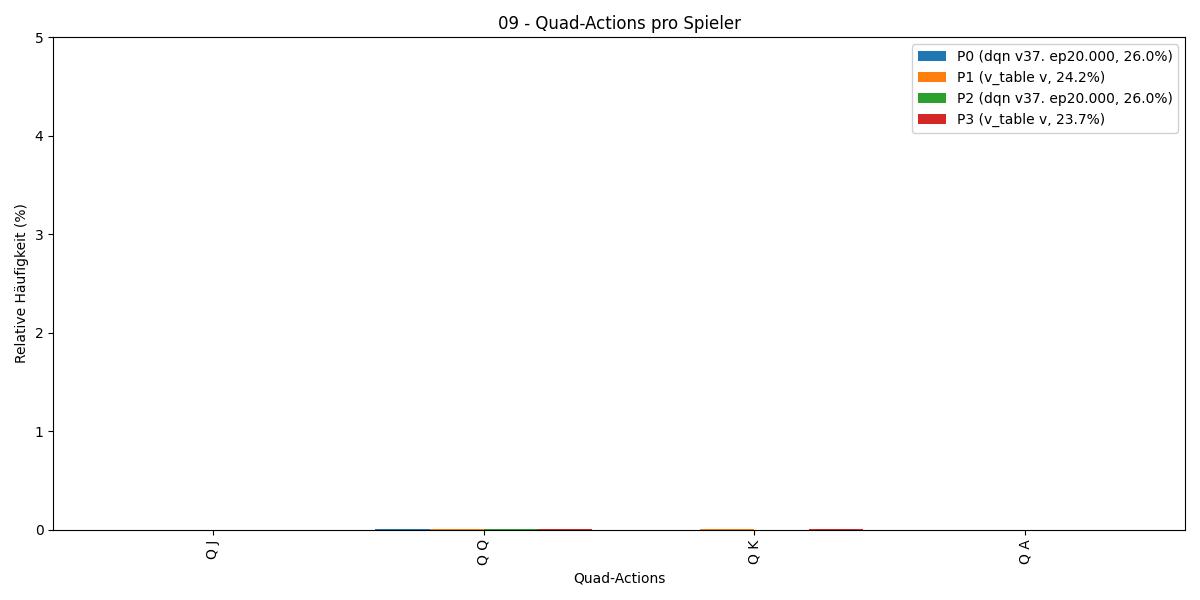 09 - Quad-Actions pro Spieler
P0 (dqn v37. ep20.000, 26.0%)
P1 (v_table v, 24.2%)
P2 (dqn v37. ep20.000, 26.0%)
P3 (v_table v, 23.7%)
Relative Häufigkeit (%)
5
4
3
2
1
0
Q J
Q Q
Q K
Q A
Quad-Actions